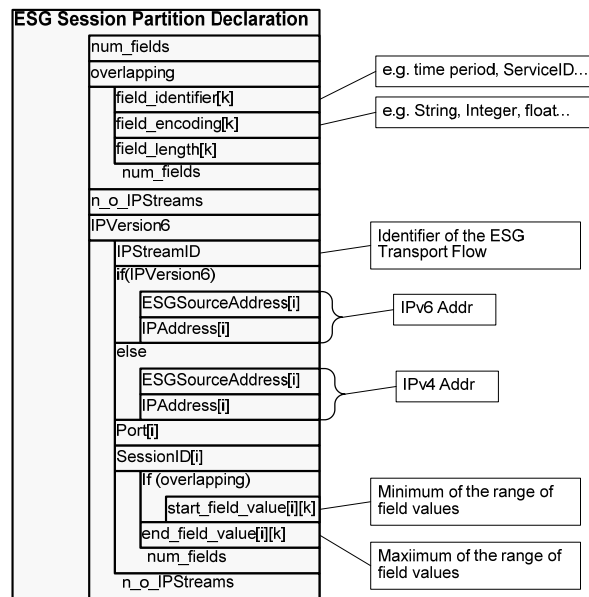 ESG Session Partition Declaration
num_fields
overlapping
e.g. time period, ServiceID...
field_identifier[k]
e.g. String, Integer, float...
field_encoding[k]
field_length[k]
num_fields
n_o_IPStreams
IPVersion6
Identifier of the ESG
Transport Flow
IPStreamID
if(IPVersion6)
ESGSourceAddress[i]
IPv6 Addr
IPAddress[i]
else
ESGSourceAddress[i]
IPv4 Addr
IPAddress[i]
Port[i]
SessionID[i]
If (overlapping)
Minimum of the range of
field values
start_field_value[i][k]
end_field_value[i][k]
Maxiimum of the range of
field values
num_fields
n_o_IPStreams